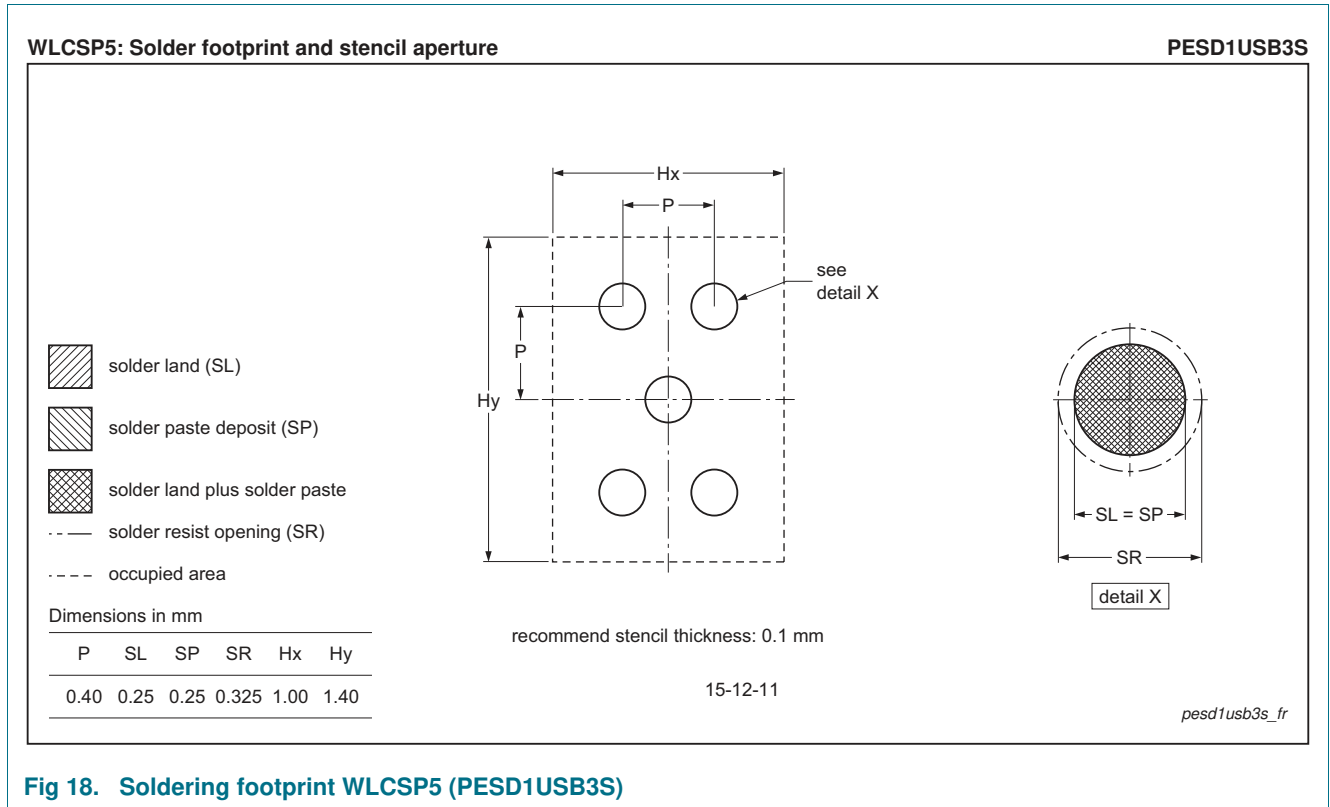 WLCSP5: Solder footprint and stencil aperture PESD1USB3S
Hx
P
see
detail X
P
Hy
solder land (SL)
solder paste deposit (SP)
solder land plus solder paste
solder resist opening (SR)
occupied area
SL = SP
SR
detail X
Dimensions in mm
P SL SP SR Hx Hy
0.40 0.25 0.25 0.325 1.00 1.40
recommend stencil thickness: 0.1 mm
15-12-11
pesd1usb3s_fr
Fig 18. Soldering footprint WLCSP5 (PESD1USB3S)